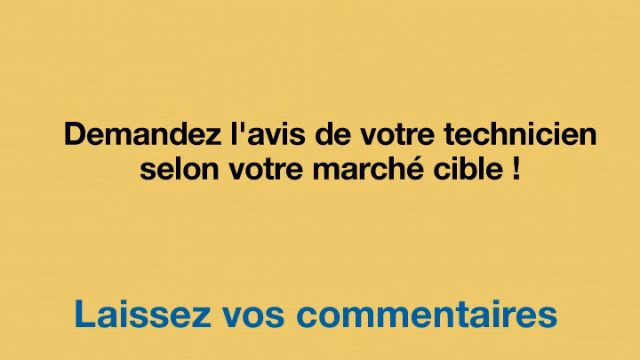 Demandez l'avis de votre technicien
selon votre marché cible !
Laissez vos commentaires